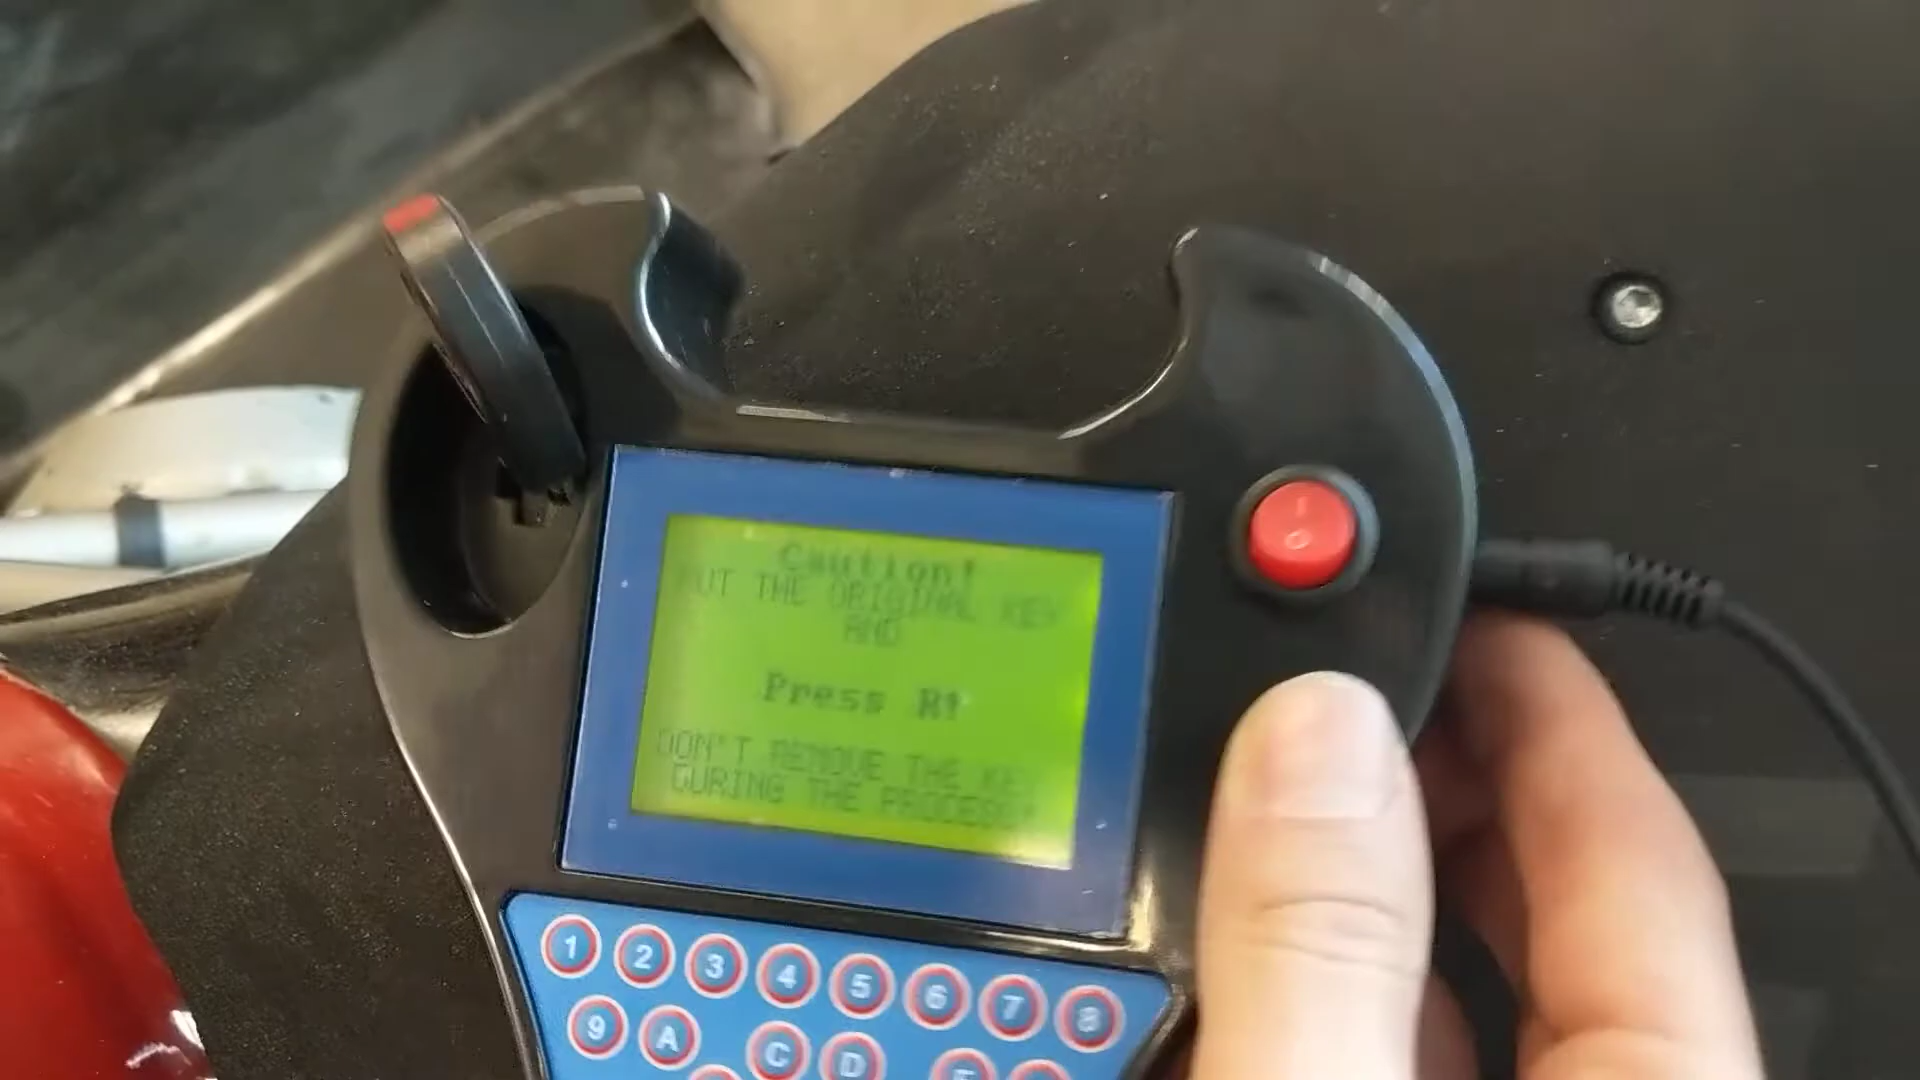 Caution!
PUT THE ORIGINAL KEY
AND
Press R↑
DON'T REMOVE THE KEY
DURING THE PROCESS!
1 2 3 4 5 6 7 8
9 A C D